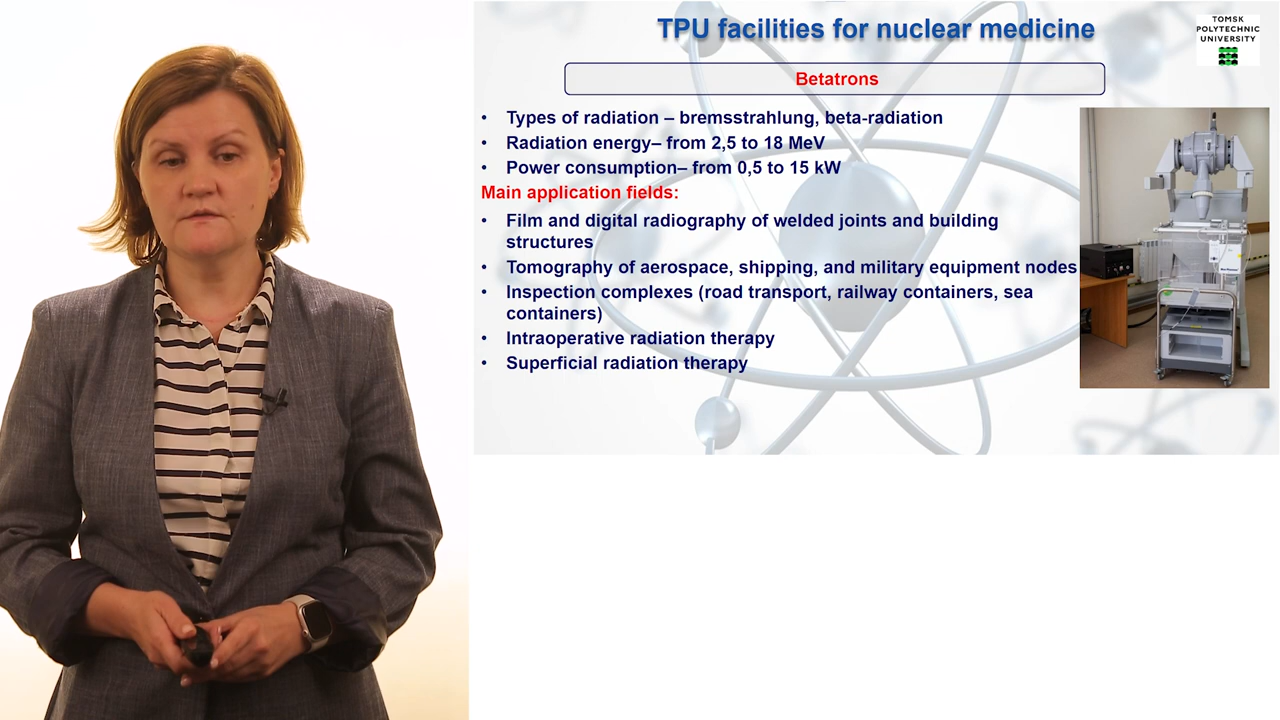 TPU facilities for nuclear medicine
TOMSK
POLYTECHNIC
UNIVERSITY
Betatrons
• Types of radiation – bremsstrahlung, beta-radiation
• Radiation energy– from 2,5 to 18 MeV
• Power consumption– from 0,5 to 15 kW
Main application fields:
• Film and digital radiography of welded joints and building
structures
• Tomography of aerospace, shipping, and military equipment nodes
• Inspection complexes (road transport, railway containers, sea
containers)
• Intraoperative radiation therapy
• Superficial radiation therapy